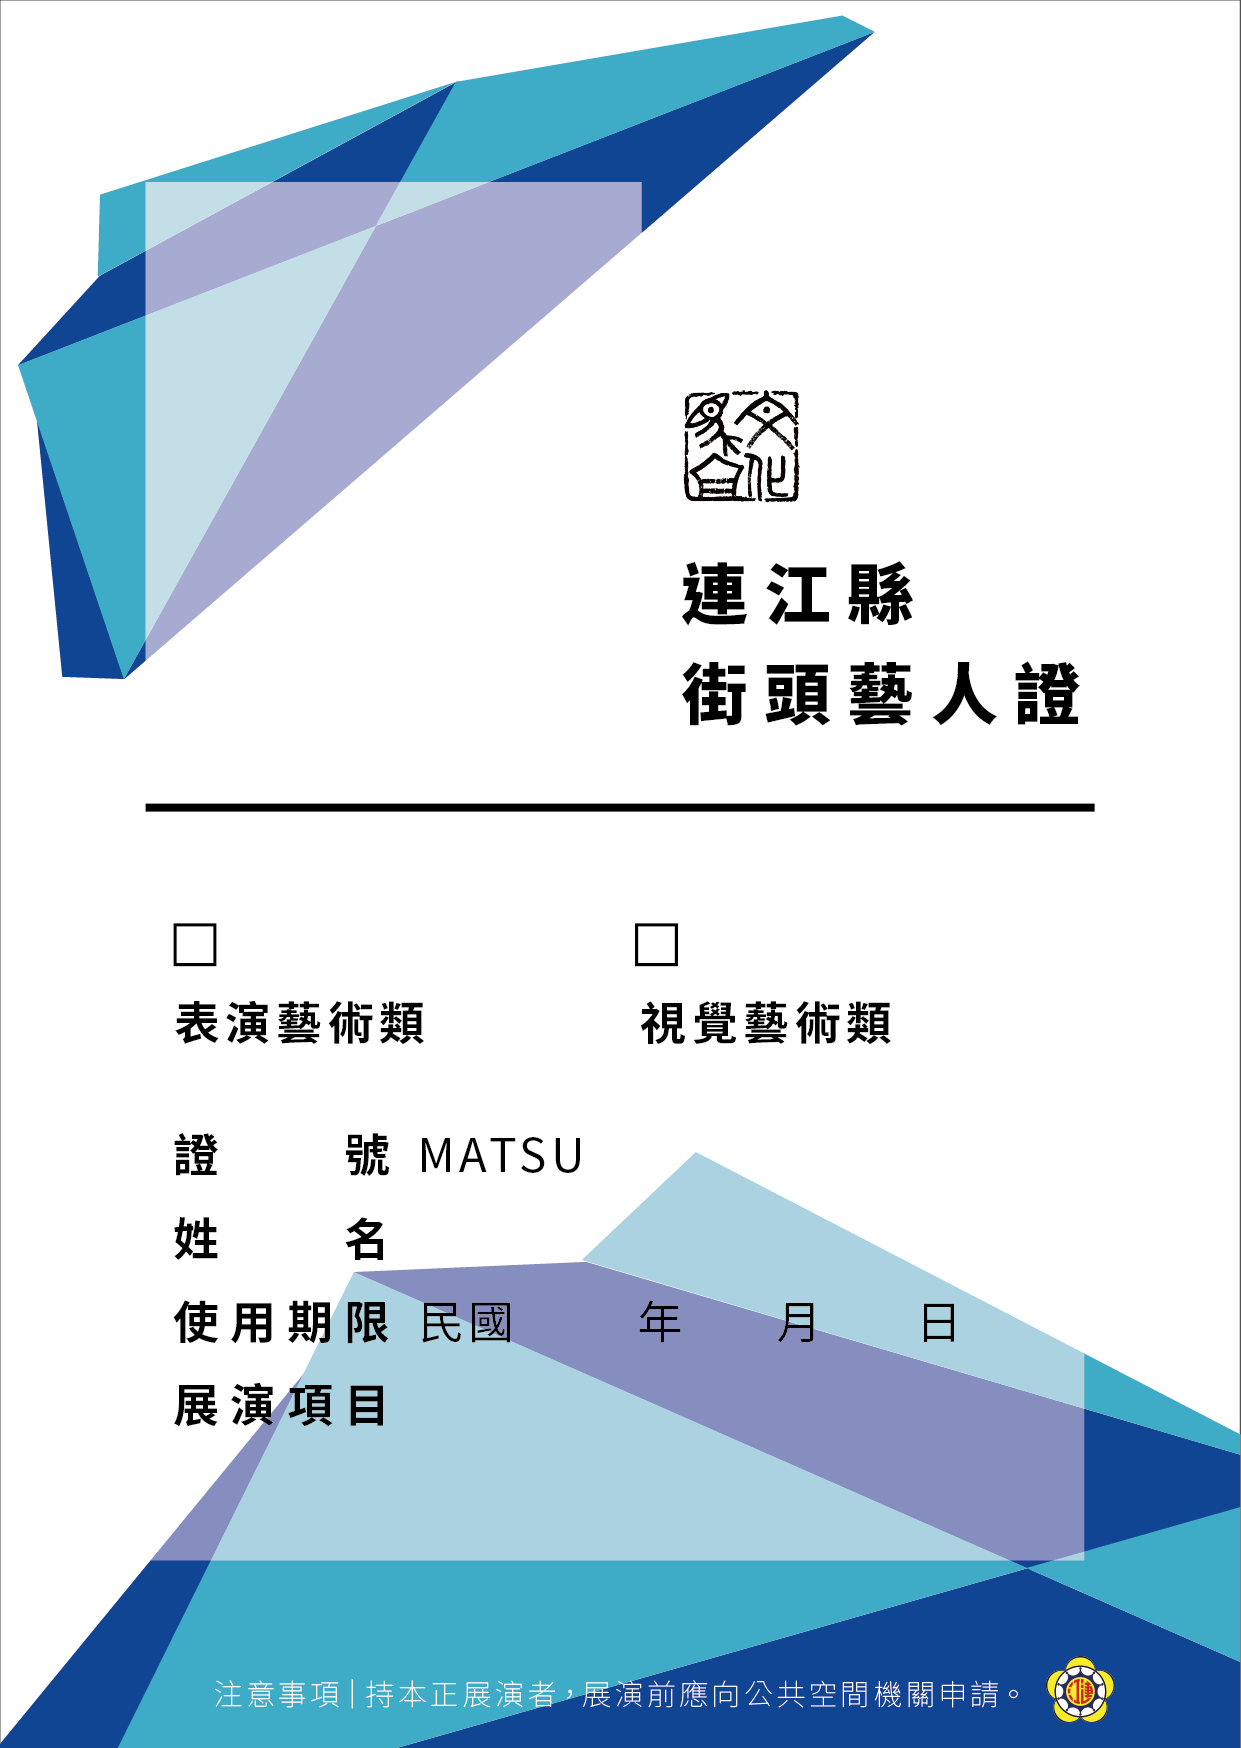 文化
處
連江縣
街頭藝人證
□ □
表演藝術類 視覺藝術類
證號 MATSU
姓名
使用期限 民國 年 月 日
展演項目
注意事項|持本正展演者，展演前應向公共空間機關申請。